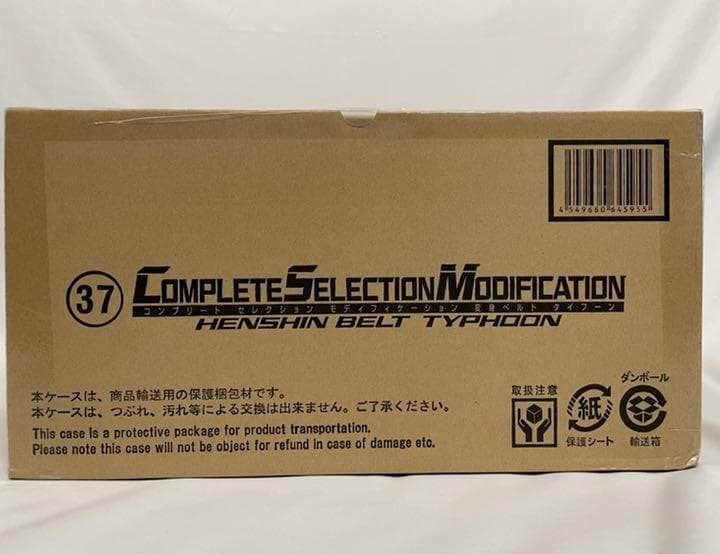 4 549660 645955
37
COMPLETE SELECTION MODIFICATION
コンプリート セレクション モディフィケーション 変身ベルト タイフーン
HENSHIN BELT TYPHOON
本ケースは、商品輸送用の保護梱包材です。
本ケースは、つぶれ、汚れ等による交換は出来ません。ご了承ください。
This case is a protective package for product transportation.
Please note this case will not be object for refund in case of damage etc.
取扱注意
紙
保護シート
ダンボール
輸送箱